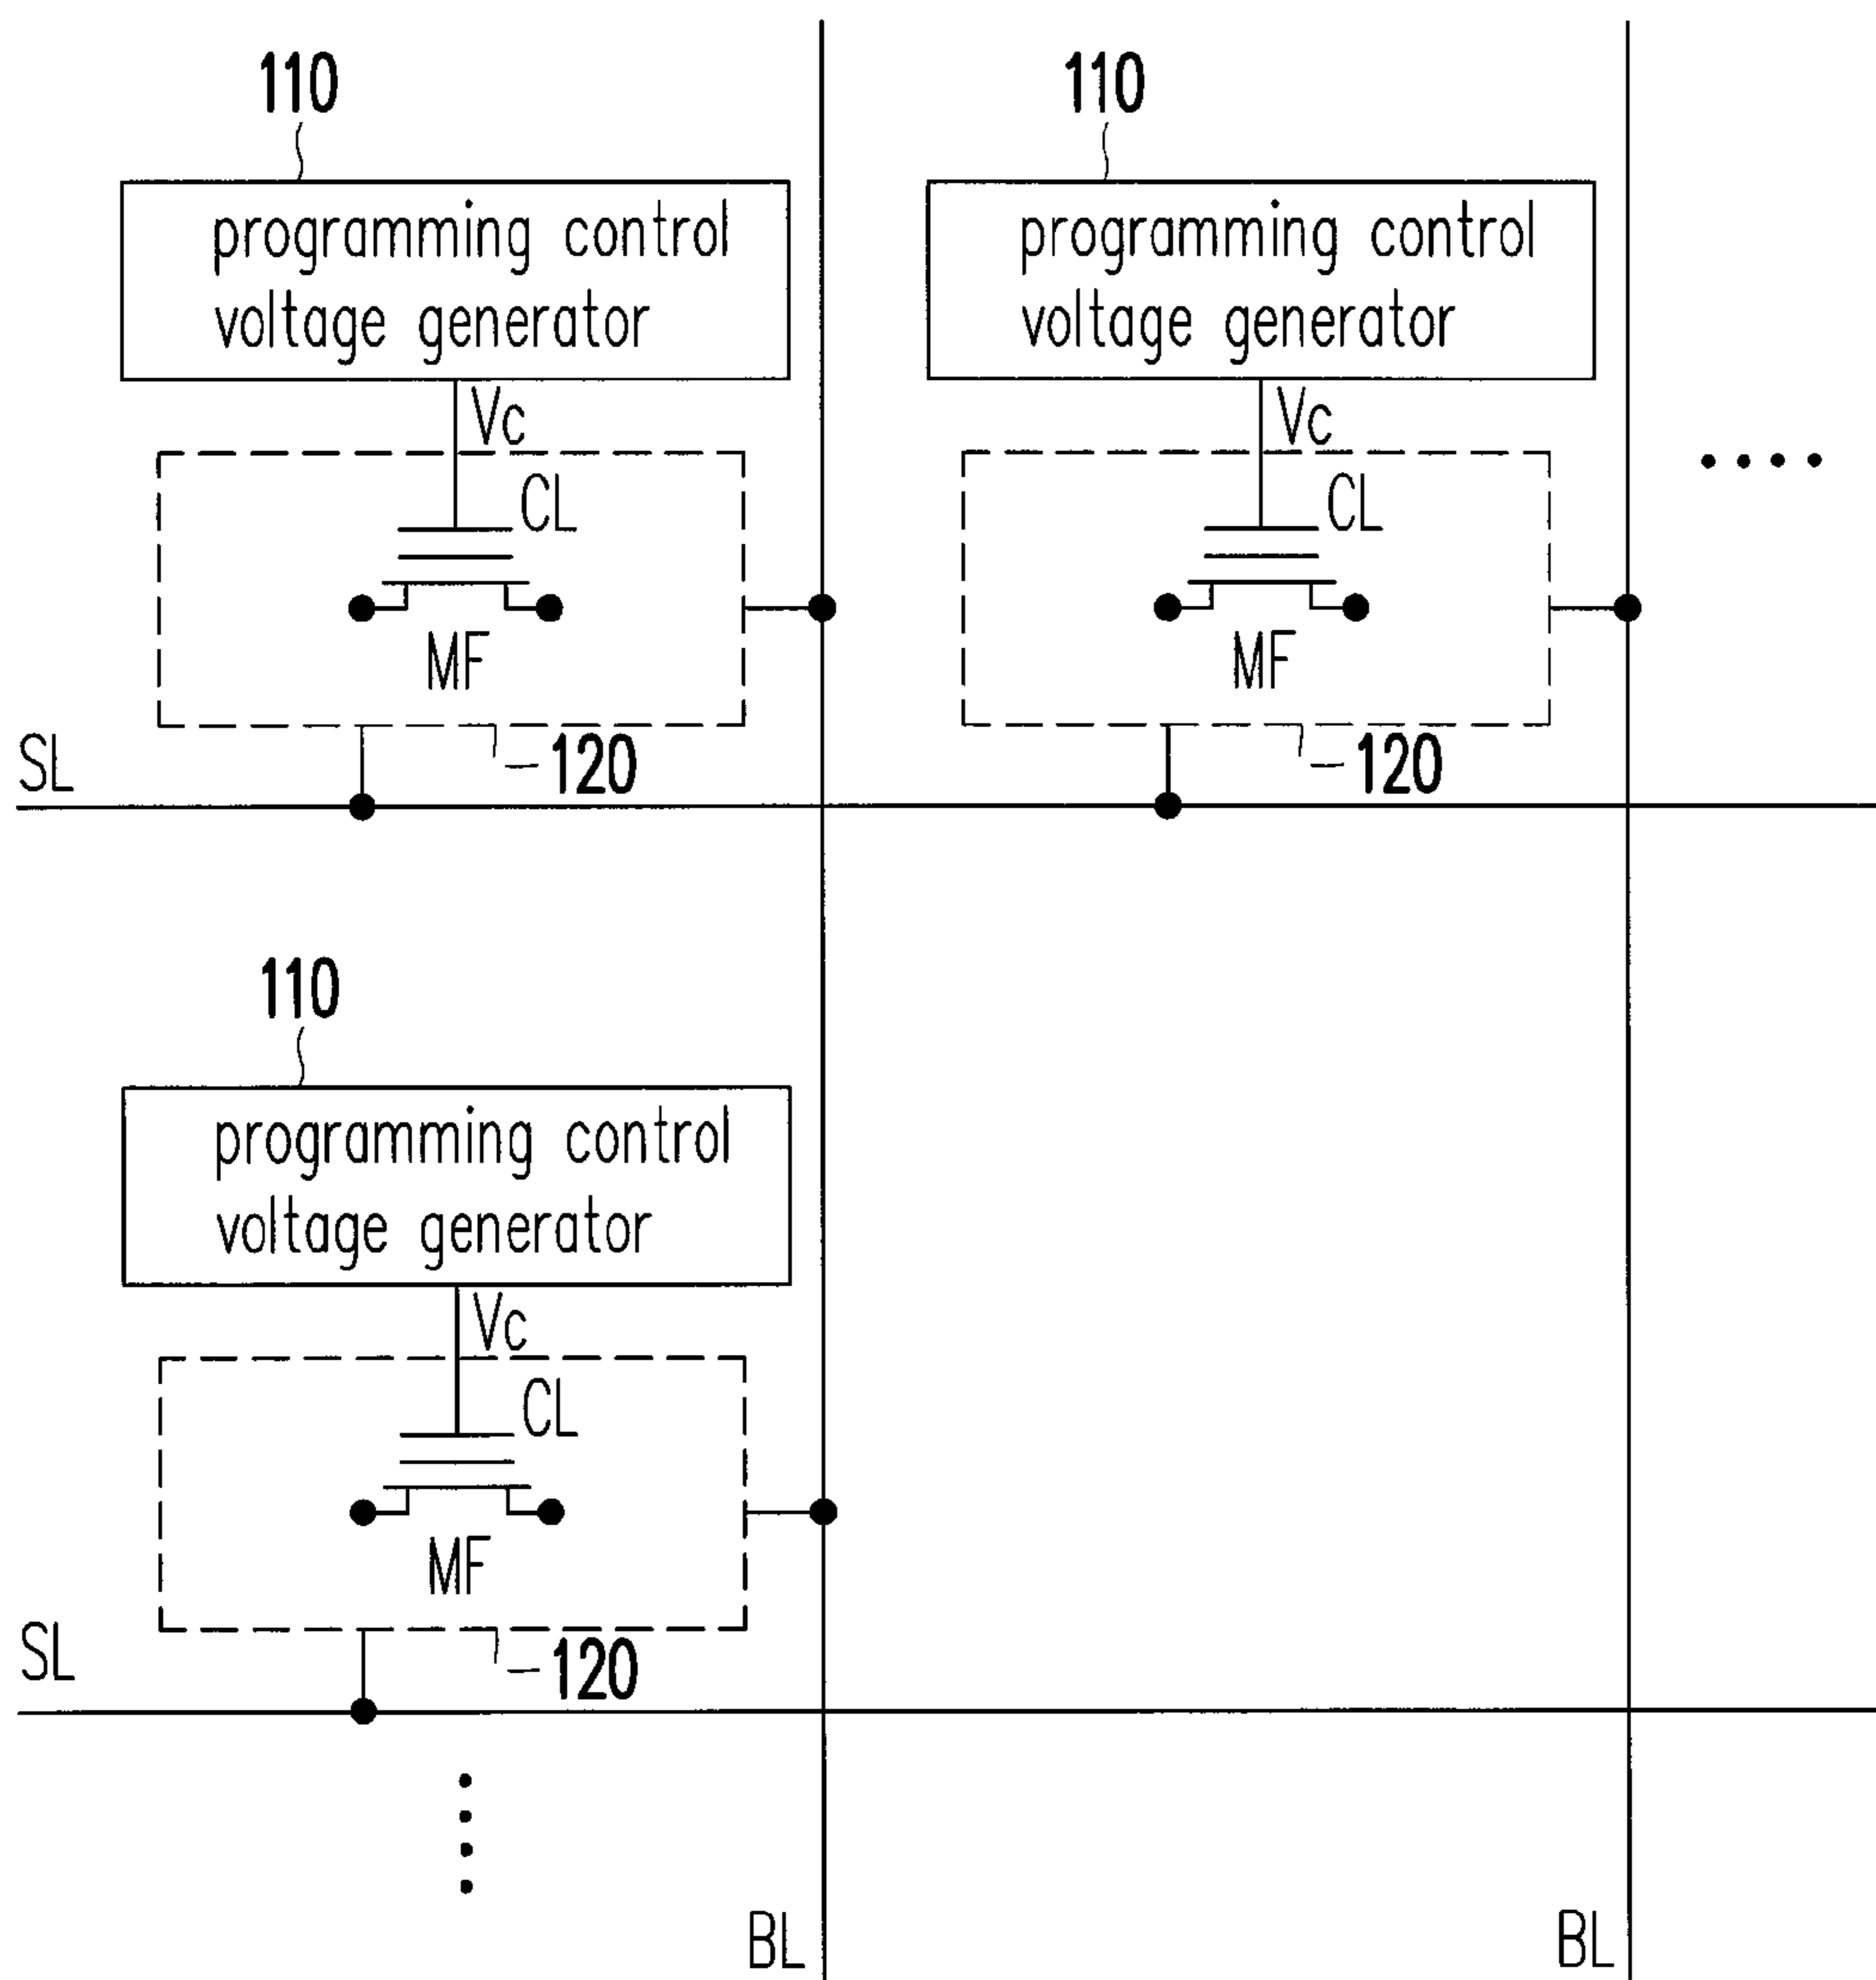 110 110
programming control programming control
voltage generator voltage generator
Vc Vc
CL CL
MF MF
SL 120 120
110
programming control
voltage generator
Vc
CL
MF
SL 120
BL BL